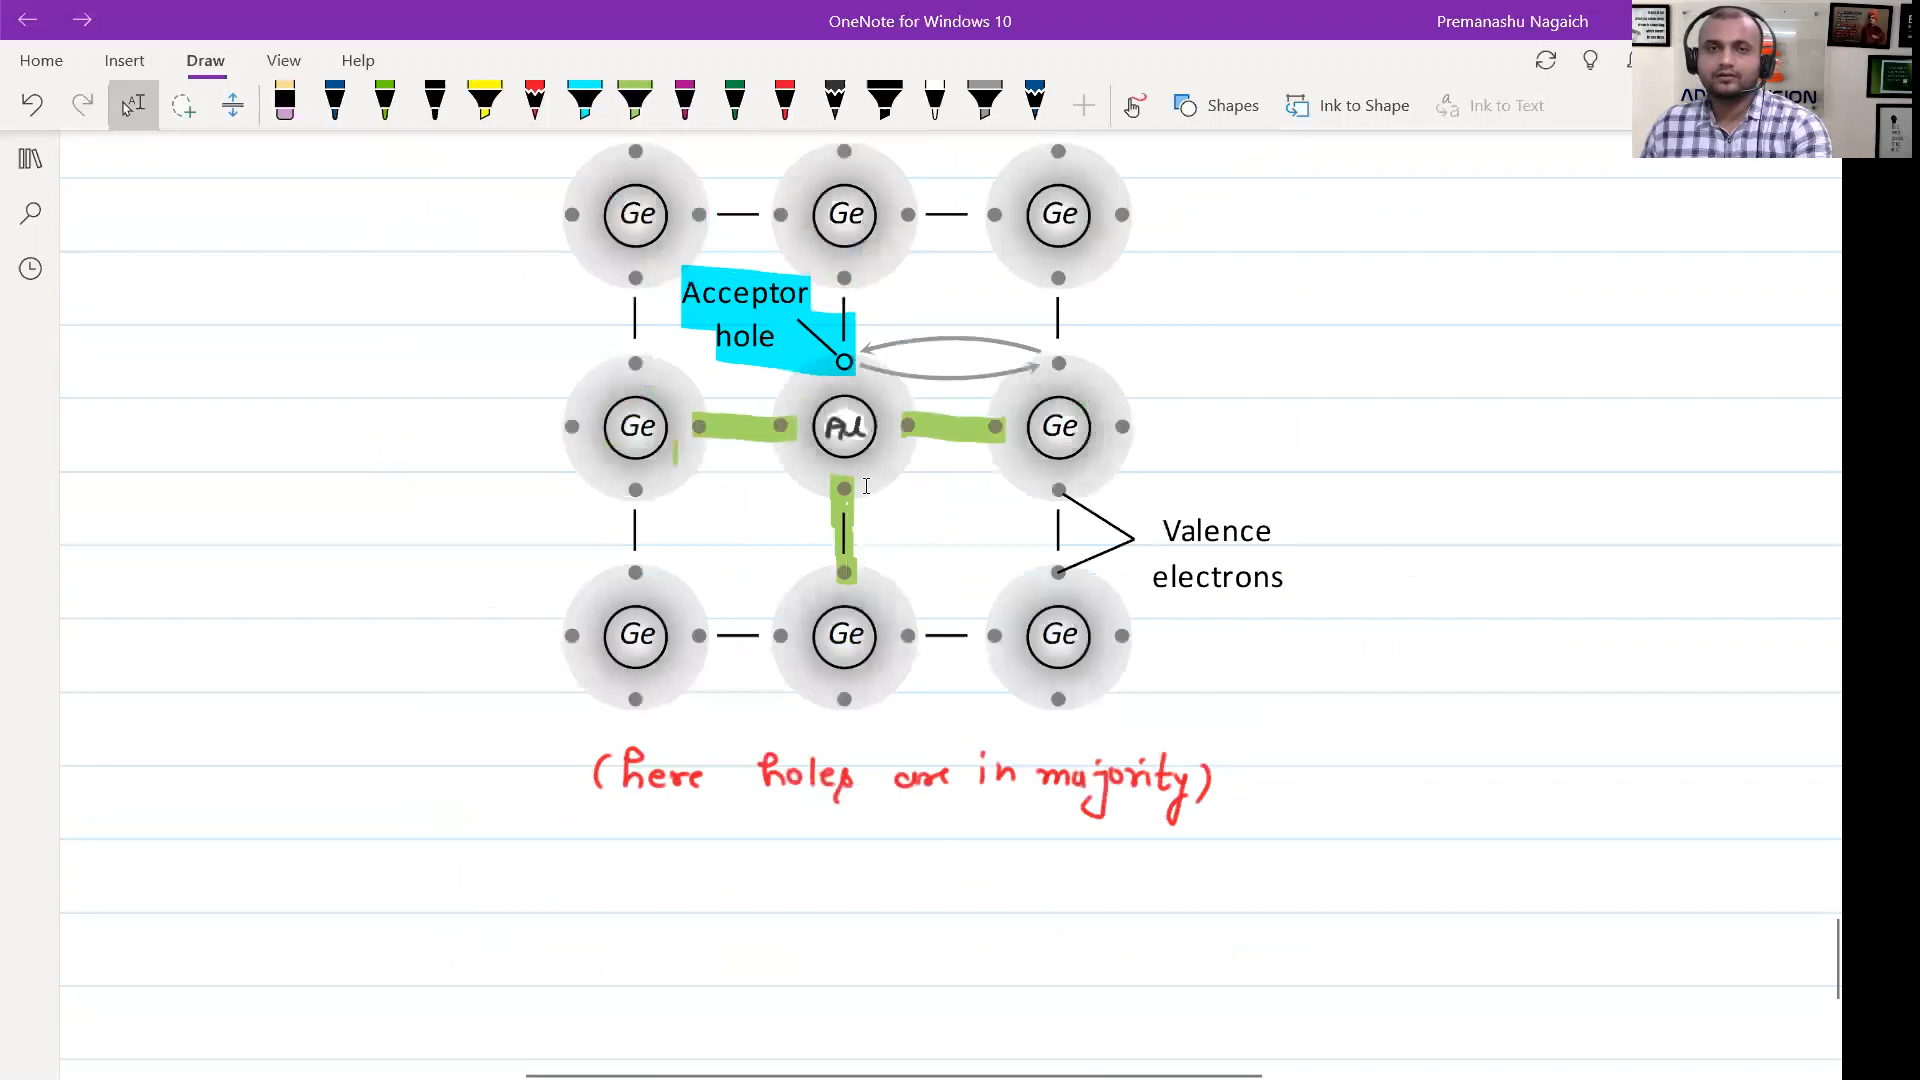 OneNote for Windows 10
Premanashu Nagaich
Home
Insert
Draw
View
Help
Shapes
Ink to Shape
Ink to Text
Ge
Ge
Ge
Acceptor
hole
Ge
Al
Ge
Valence
electrons
Ge
Ge
Ge
(here holes are in majority)